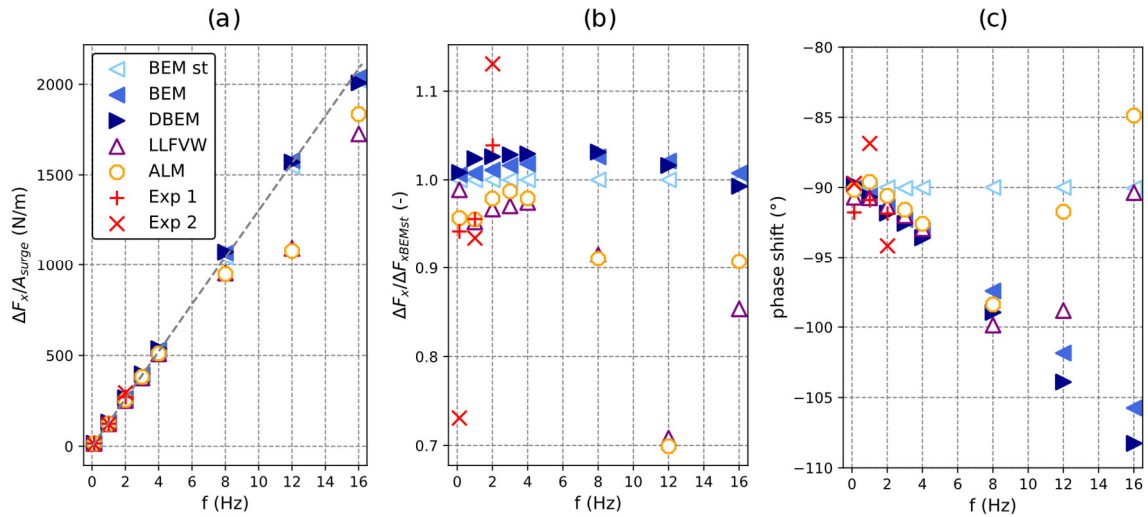 (a)
ΔF_x/A_surge (N/m)
2000
1500
1000
500
0
BEM st
BEM
DBEM
LLFVW
ALM
Exp 1
Exp 2
0 2 4 6 8 10 12 14 16
f (Hz)
(b)
ΔF_x/ΔF_xBEMst (-)
1.1
1.0
0.9
0.8
0.7
0 2 4 6 8 10 12 14 16
f (Hz)
(c)
phase shift (°)
−80
−85
−90
−95
−100
−105
−110
0 2 4 6 8 10 12 14 16
f (Hz)